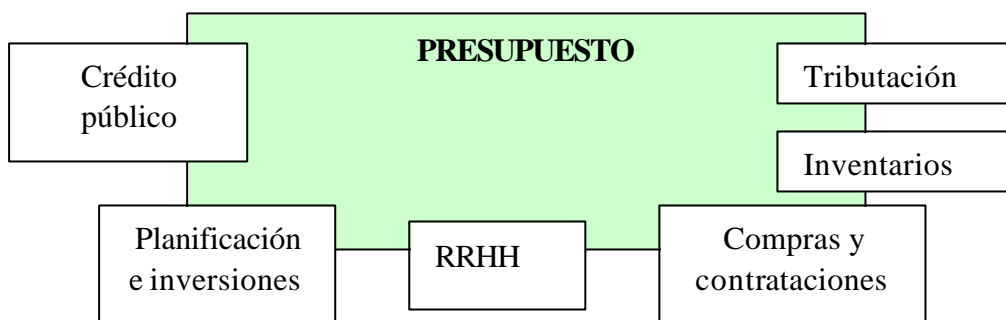 PRESUPUESTO
Crédito
público
Tributación
Inventarios
Planificación
e inversiones
RRHH
Compras y
contrataciones